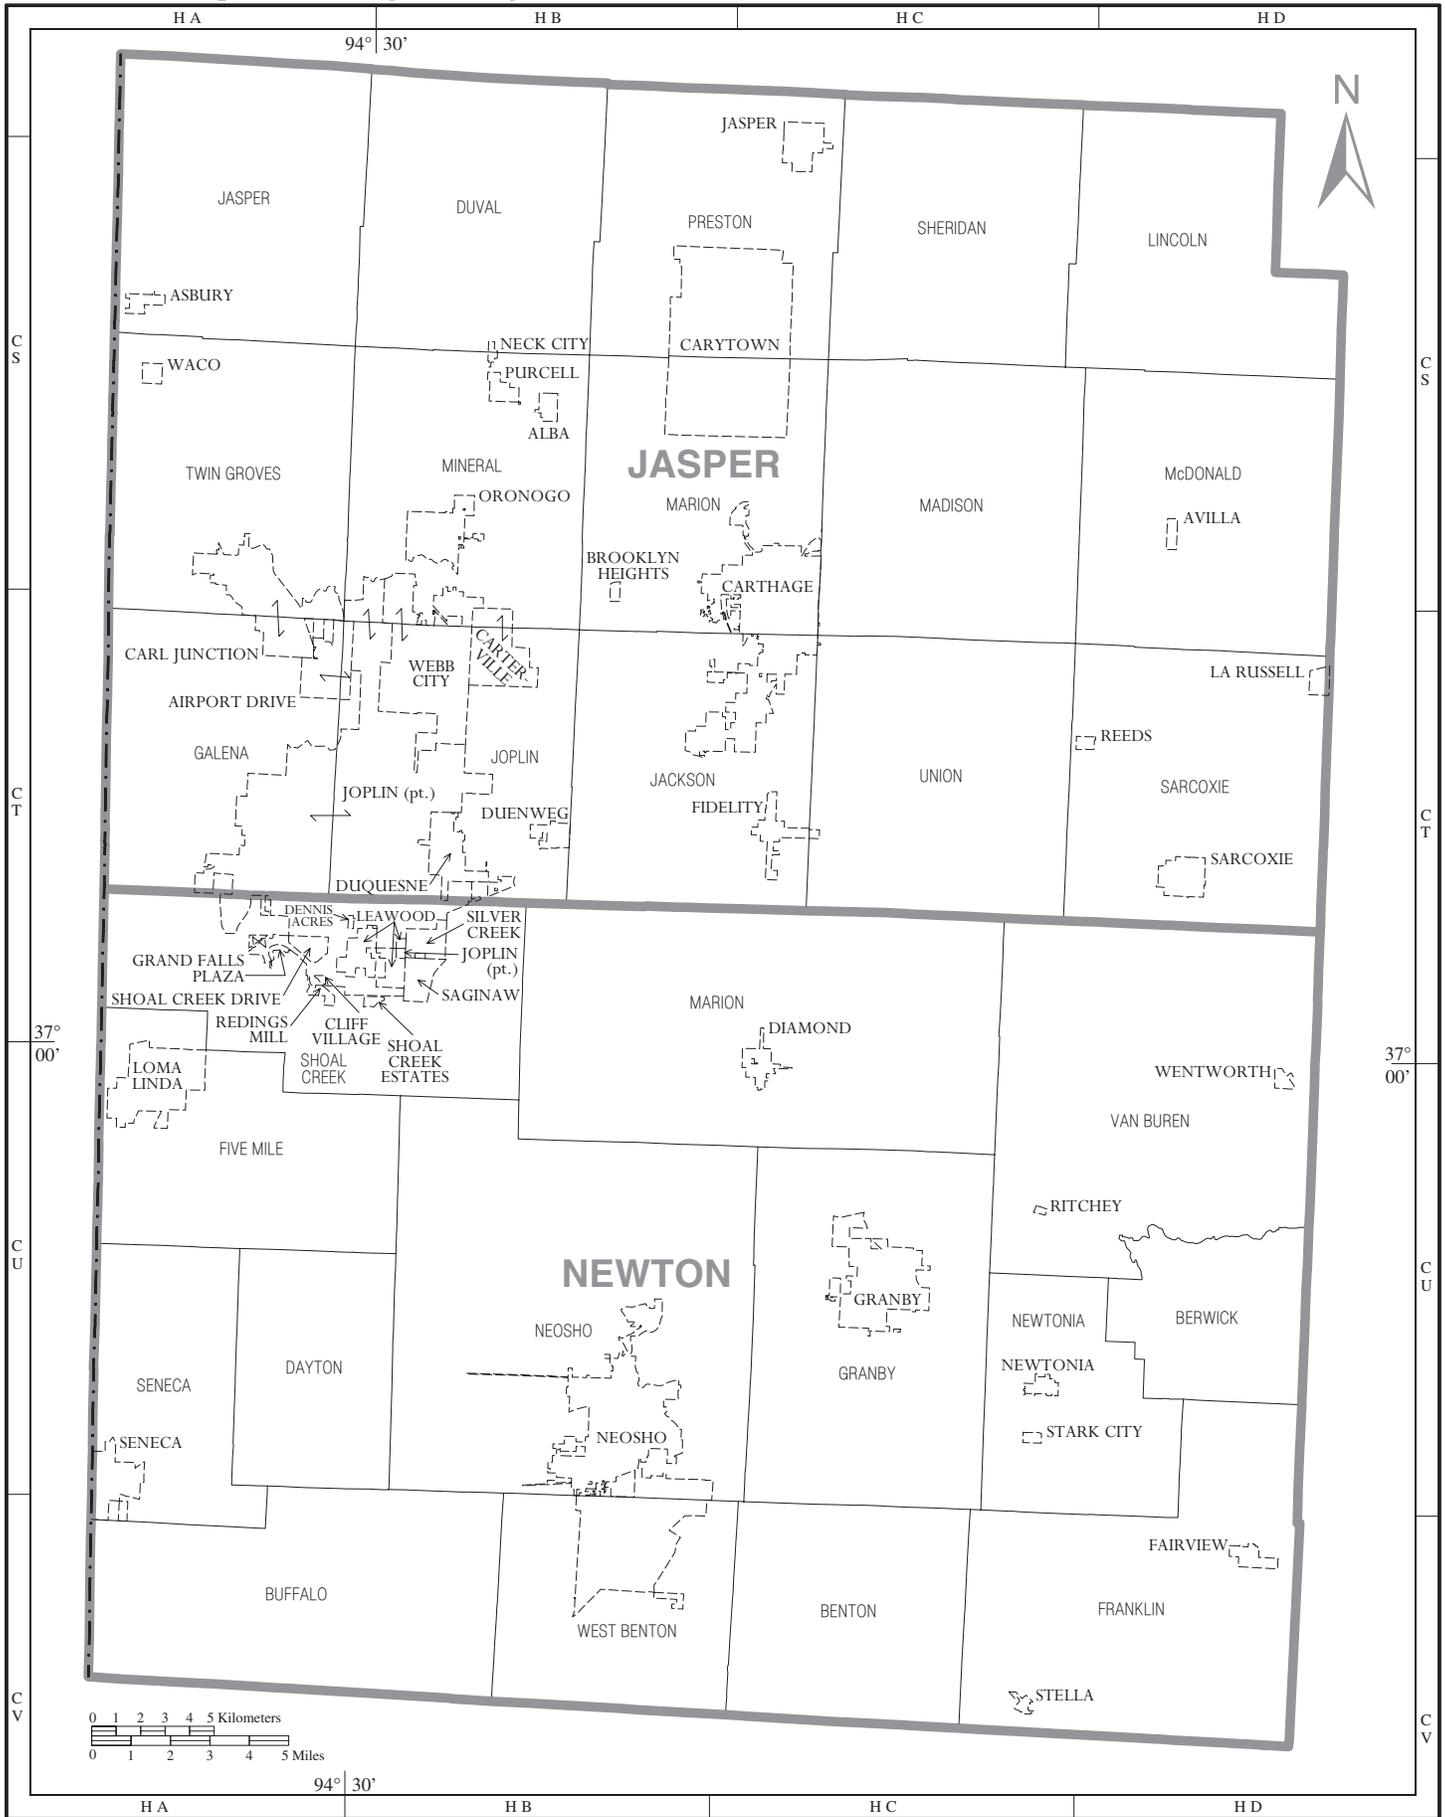 H A
H B
H C
H D
94° 30’
N
JASPER
JASPER
DUVAL
PRESTON
SHERIDAN
LINCOLN
ASBURY
C
S
NECK CITY
CARYTOWN
C
S
WACO
PURCELL
ALBA
JASPER
TWIN GROVES
MINERAL
McDONALD
ORONOGO
MARION
MADISON
AVILLA
BROOKLYN
HEIGHTS
CARTHAGE
CARL JUNCTION
WEBB
CITY
CARTER-
VILLE
LA RUSSELL
AIRPORT DRIVE
REEDS
GALENA
JOPLIN
JACKSON
UNION
SARCOXIE
C
T
JOPLIN (pt.)
DUENWEG
FIDELITY
C
T
SARCOXIE
DUQUESNE
DENNIS
ACRES
LEAWOOD
SILVER
CREEK
GRAND FALLS
PLAZA
JOPLIN
(pt.)
SHOAL CREEK DRIVE
SAGINAW
MARION
REDINGS
MILL
CLIFF
VILLAGE
DIAMOND
37°
00’
SHOAL
CREEK
ESTATES
SHOAL
CREEK
37°
00’
LOMA
LINDA
WENTWORTH
VAN BUREN
FIVE MILE
RITCHEY
C
U
NEWTON
C
U
GRANBY
NEOSHO
NEWTONIA
BERWICK
DAYTON
GRANBY
NEWTONIA
SENECA
SENECA
NEOSHO
STARK CITY
FAIRVIEW
BUFFALO
WEST BENTON
BENTON
FRANKLIN
STELLA
C
V
C
V
0 1 2 3 4 5 Kilometers
0 1 2 3 4 5 Miles
94° 30’
H A
H B
H C
H D